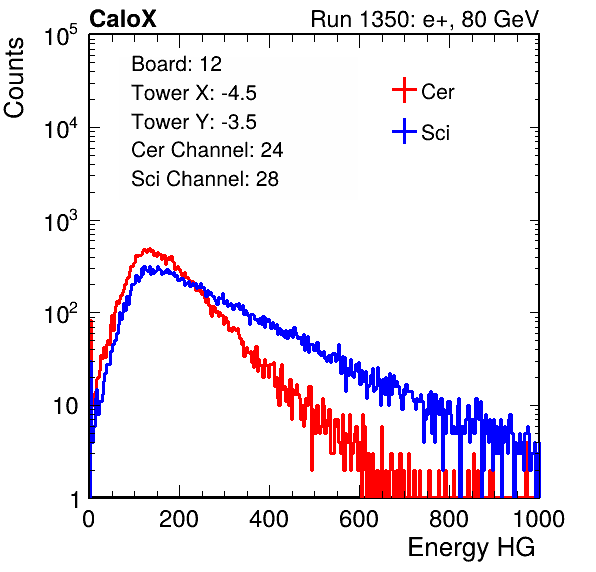 CaloX Run 1350: e+, 80 GeV
Board: 12
Tower X: -4.5
Tower Y: -3.5
Cer Channel: 24
Sci Channel: 28
Cer
Sci
Counts
10^5
10^4
10^3
10^2
10
1
0 200 400 600 800 1000
Energy HG